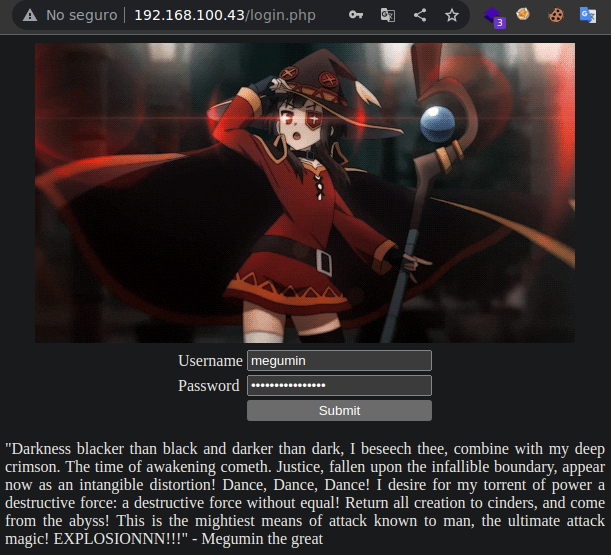 No seguro 192.168.100.43/login.php
3
Username megumin
Password ••••••••••••••••
Submit
"Darkness blacker than black and darker than dark, I beseech thee, combine with my deep
crimson. The time of awakening cometh. Justice, fallen upon the infallible boundary, appear
now as an intangible distortion! Dance, Dance, Dance! I desire for my torrent of power a
destructive force: a destructive force without equal! Return all creation to cinders, and come
from the abyss! This is the mightiest means of attack known to man, the ultimate attack
magic! EXPLOSIONNN!!!" - Megumin the great